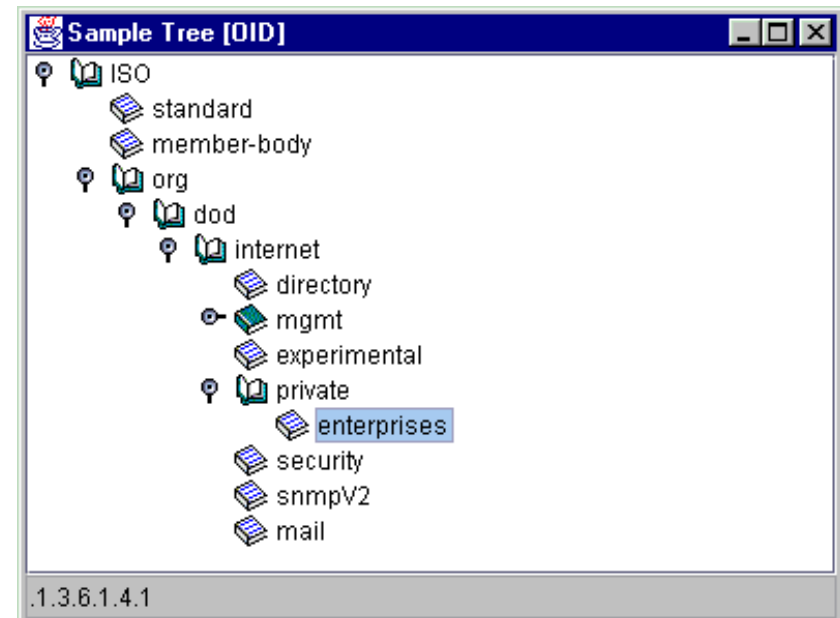 Sample Tree [OID]
ISO
standard
member-body
org
dod
internet
directory
mgmt
experimental
private
enterprises
security
snmpV2
mail
.1.3.6.1.4.1